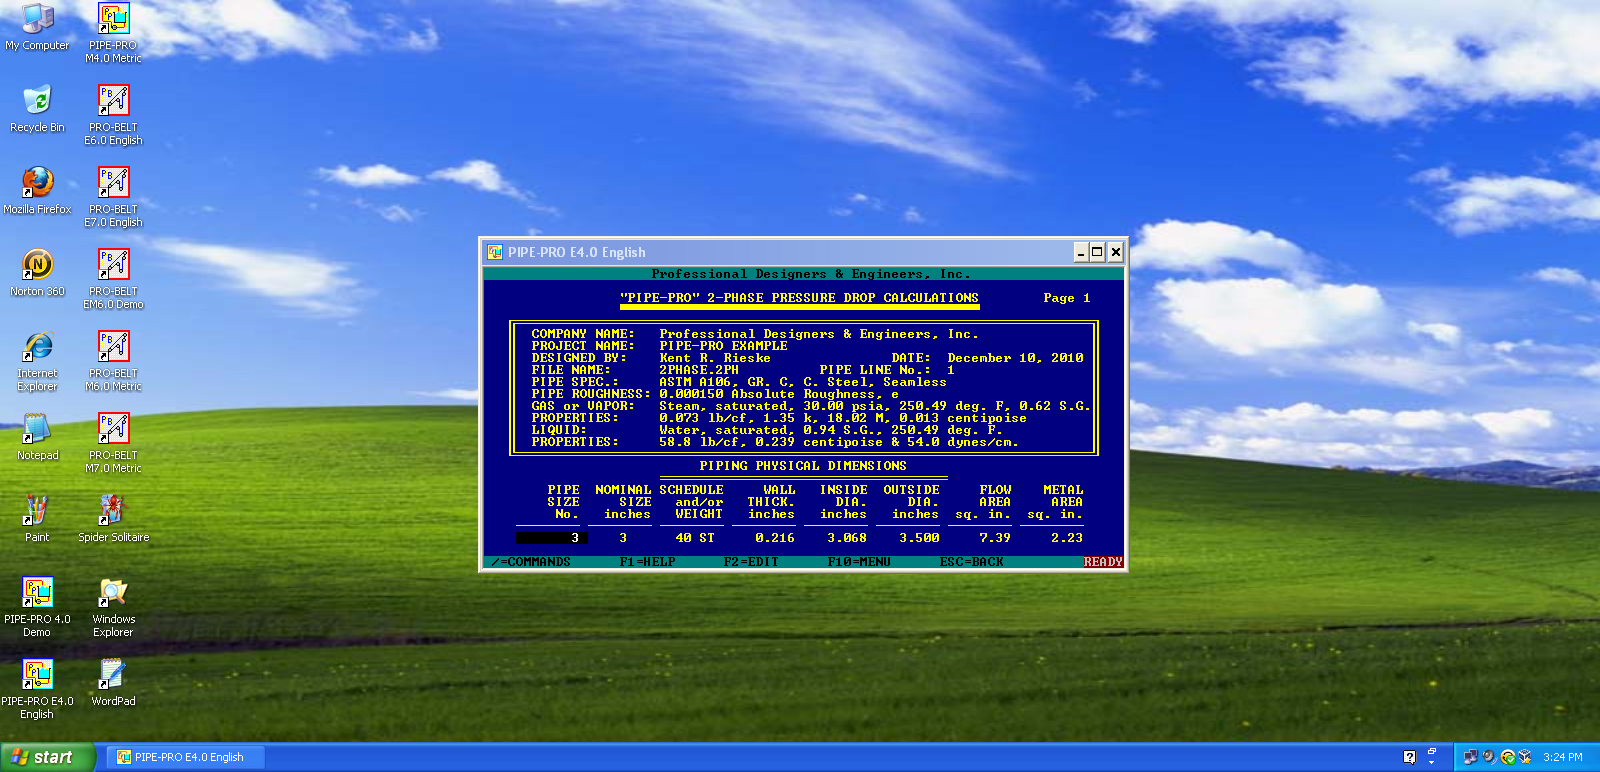 My Computer
PIPE-PRO
M4.0 Metric
Recycle Bin
PRO-BELT
E6.0 English
Mozilla Firefox
PRO-BELT
E7.0 English
Norton 360
PRO-BELT
EM6.0 Demo
Internet
Explorer
PRO-BELT
M6.0 Metric
Notepad
PRO-BELT
M7.0 Metric
Paint
Spider Solitaire
PIPE-PRO 4.0
Demo
Windows
Explorer
PIPE-PRO E4.0
English
WordPad
PIPE-PRO E4.0 English
Professional Designers & Engineers, Inc.
"PIPE-PRO" 2-PHASE PRESSURE DROP CALCULATIONS Page 1
COMPANY NAME: Professional Designers & Engineers, Inc.
PROJECT NAME: PIPE-PRO EXAMPLE
DESIGNED BY: Kent R. Rieske DATE: December 10, 2010
FILE NAME: 2PHASE.2PH PIPE LINE No.: 1
PIPE SPEC.: ASTM A106, GR. C, C. Steel, Seamless
PIPE ROUGHNESS: 0.000150 Absolute Roughness, e
GAS or VAPOR: Steam, saturated, 30.00 psia, 250.49 deg. F, 0.62 S.G.
PROPERTIES: 0.073 lb/cf, 1.35 k, 18.02 M, 0.013 centipoise
LIQUID: Water, saturated, 0.94 S.G., 250.49 deg. F.
PROPERTIES: 58.8 lb/cf, 0.239 centipoise & 54.0 dynes/cm.
PIPING PHYSICAL DIMENSIONS
PIPE NOMINAL SCHEDULE WALL INSIDE OUTSIDE FLOW METAL
SIZE SIZE and/or THICK. DIA. DIA. AREA AREA
No. inches WEIGHT inches inches inches sq. in. sq. in.
3 3 40 ST 0.216 3.068 3.500 7.39 2.23
/=COMMANDS F1=HELP F2=EDIT F10=MENU ESC=BACK READY
start
PIPE-PRO E4.0 English
3:24 PM